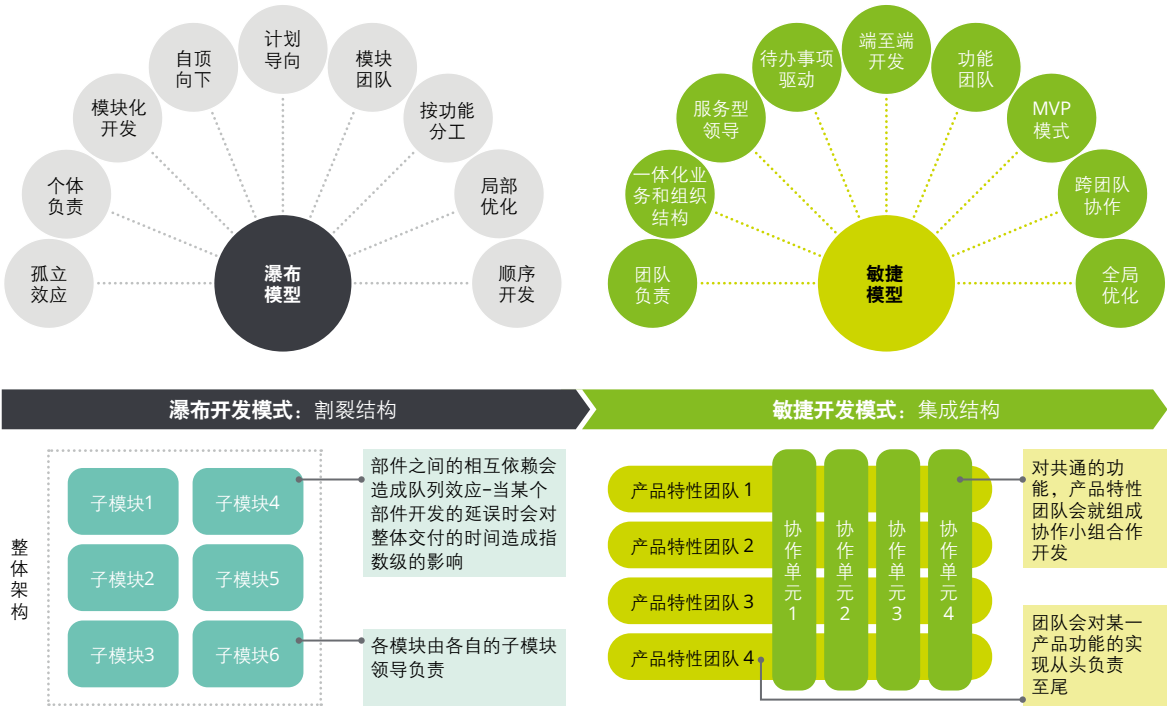 孤立
效应
个体
负责
模块化
开发
自顶
向下
计划
导向
模块
团队
按功能
分工
局部
优化
顺序
开发
瀑布
模型
团队
负责
一体化业
务和组织
结构
服务型
领导
待办事项
驱动
端至端
开发
功能
团队
MVP
模式
跨团队
协作
全局
优化
敏捷
模型
瀑布开发模式：割裂结构
敏捷开发模式：集成结构
整体架构
子模块1
子模块4
子模块2
子模块5
子模块3
子模块6
部件之间的相互依赖会
造成队列效应–当某个
部件开发的延误时会对
整体交付的时间造成指
数级的影响
各模块由各自的子模块
领导负责
产品特性团队 1
产品特性团队 2
产品特性团队 3
产品特性团队 4
协作单元1
协作单元2
协作单元3
协作单元4
对共通的功
能，产品特性
团队会就组成
协作小组合作
开发
团队会对某一
产品功能的实
现从头负责
至尾